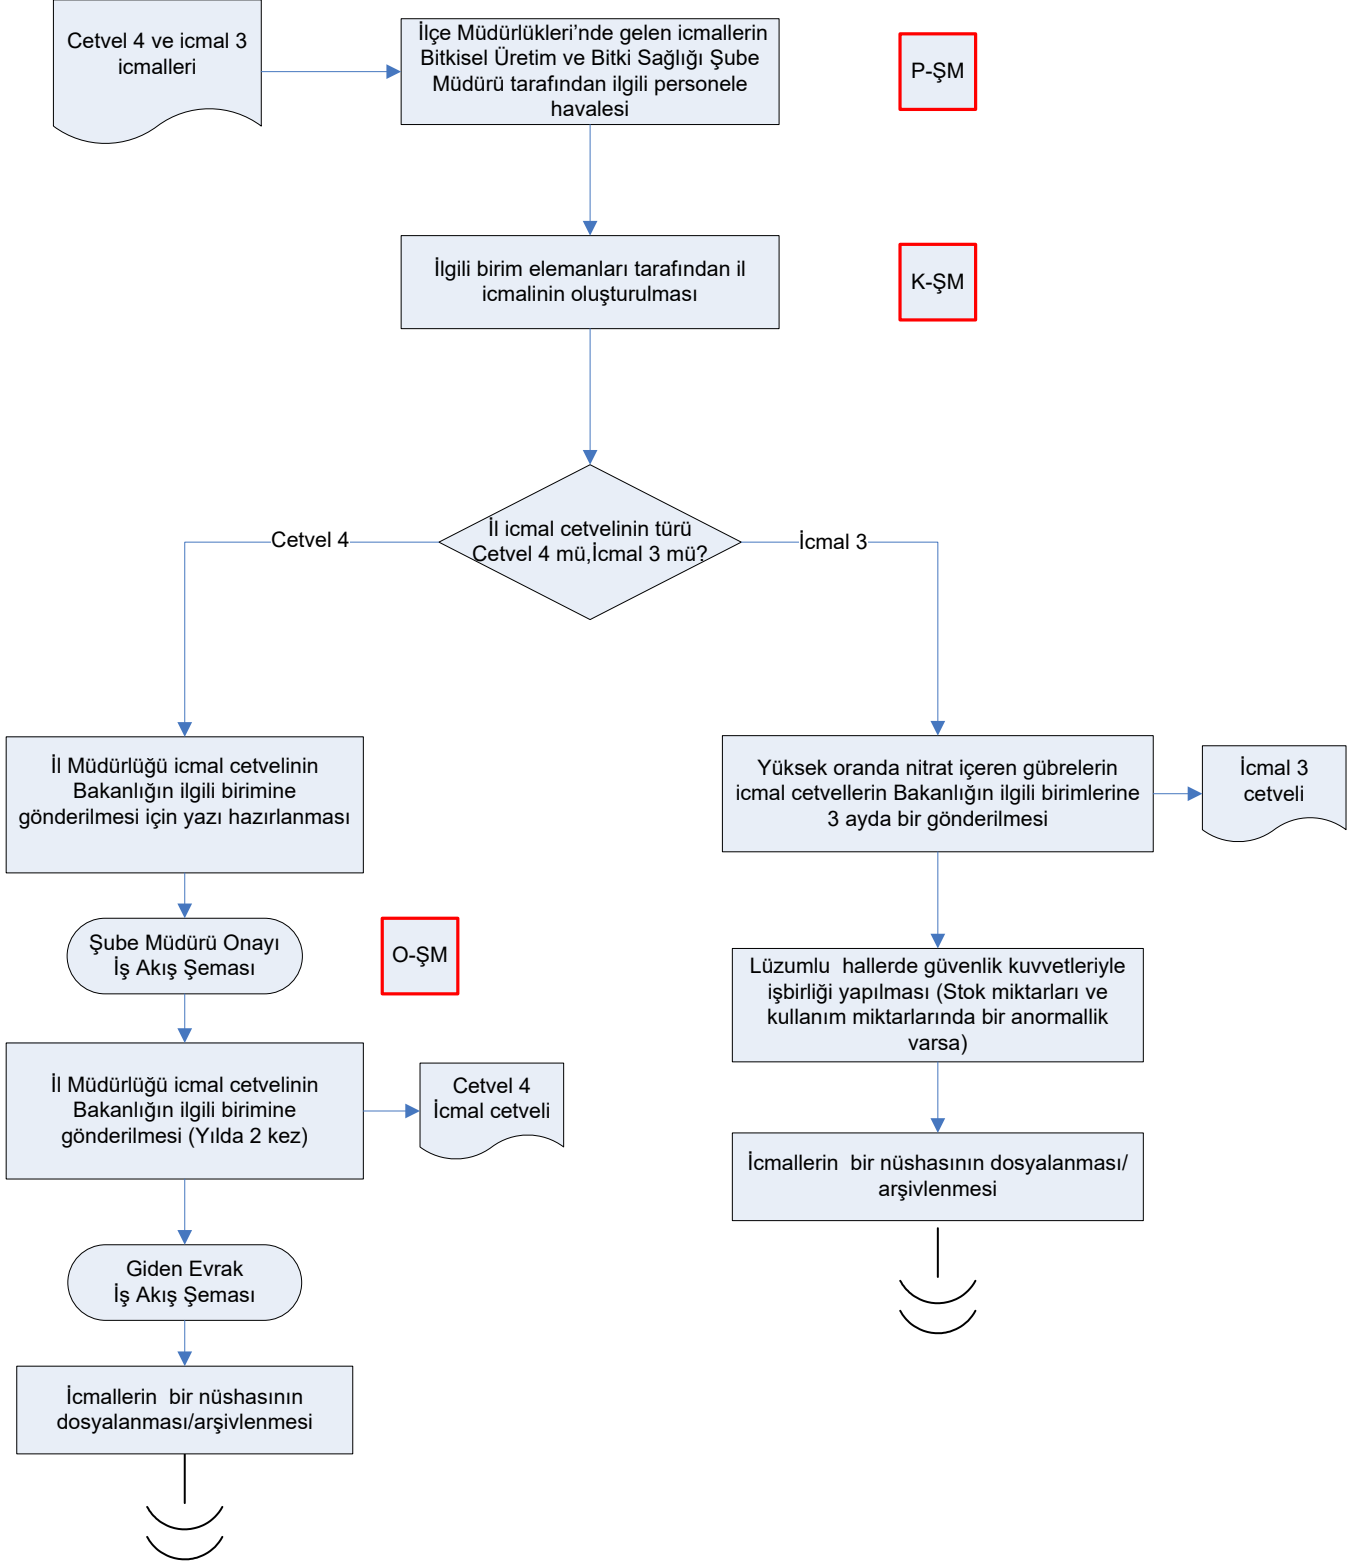 Cetvel 4 ve icmal 3
icmalleri
İlçe Müdürlükleri’nde gelen icmallerin
Bitkisel Üretim ve Bitki Sağlığı Şube
Müdürü tarafından ilgili personele
havalesi
P-ŞM
İlgili birim elemanları tarafından il
icmalinin oluşturulması
K-ŞM
İl icmal cetvelinin türü
Cetvel 4 mü,İcmal 3 mü?
Cetvel 4
İcmal 3
İl Müdürlüğü icmal cetvelinin
Bakanlığın ilgili birimine
gönderilmesi için yazı hazırlanması
Şube Müdürü Onayı
İş Akış Şeması
O-ŞM
İl Müdürlüğü icmal cetvelinin
Bakanlığın ilgili birimine
gönderilmesi (Yılda 2 kez)
Cetvel 4
İcmal cetveli
Giden Evrak
İş Akış Şeması
İcmallerin  bir nüshasının
dosyalanması/arşivlenmesi
Yüksek oranda nitrat içeren gübrelerin
icmal cetvellerin Bakanlığın ilgili birimlerine
3 ayda bir gönderilmesi
İcmal 3
cetveli
Lüzumlu  hallerde güvenlik kuvvetleriyle
işbirliği yapılması (Stok miktarları ve
kullanım miktarlarında bir anormallik
varsa)
İcmallerin  bir nüshasının dosyalanması/
arşivlenmesi